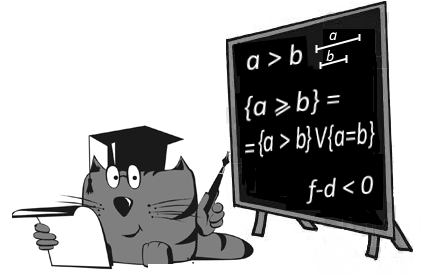 a > b
a
b
{a ⩾ b} =
={a > b}V{a=b}
f-d < 0